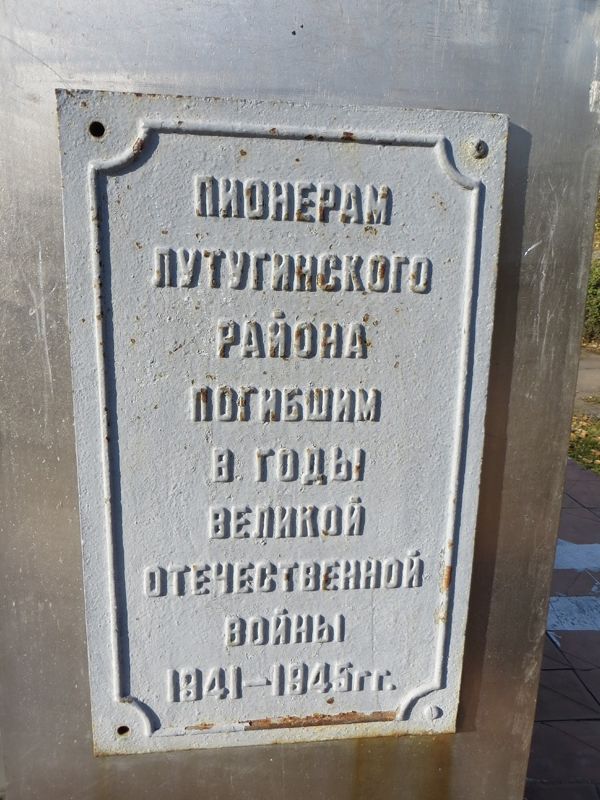 ПИОНЕРАМ
ЛУТУГИНСКОГО
РАЙОНА
ПОГИБШИМ
В ГОДЫ
ВЕЛИКОЙ
ОТЕЧЕСТВЕННОЙ
ВОЙНЫ
1941-1945гг.